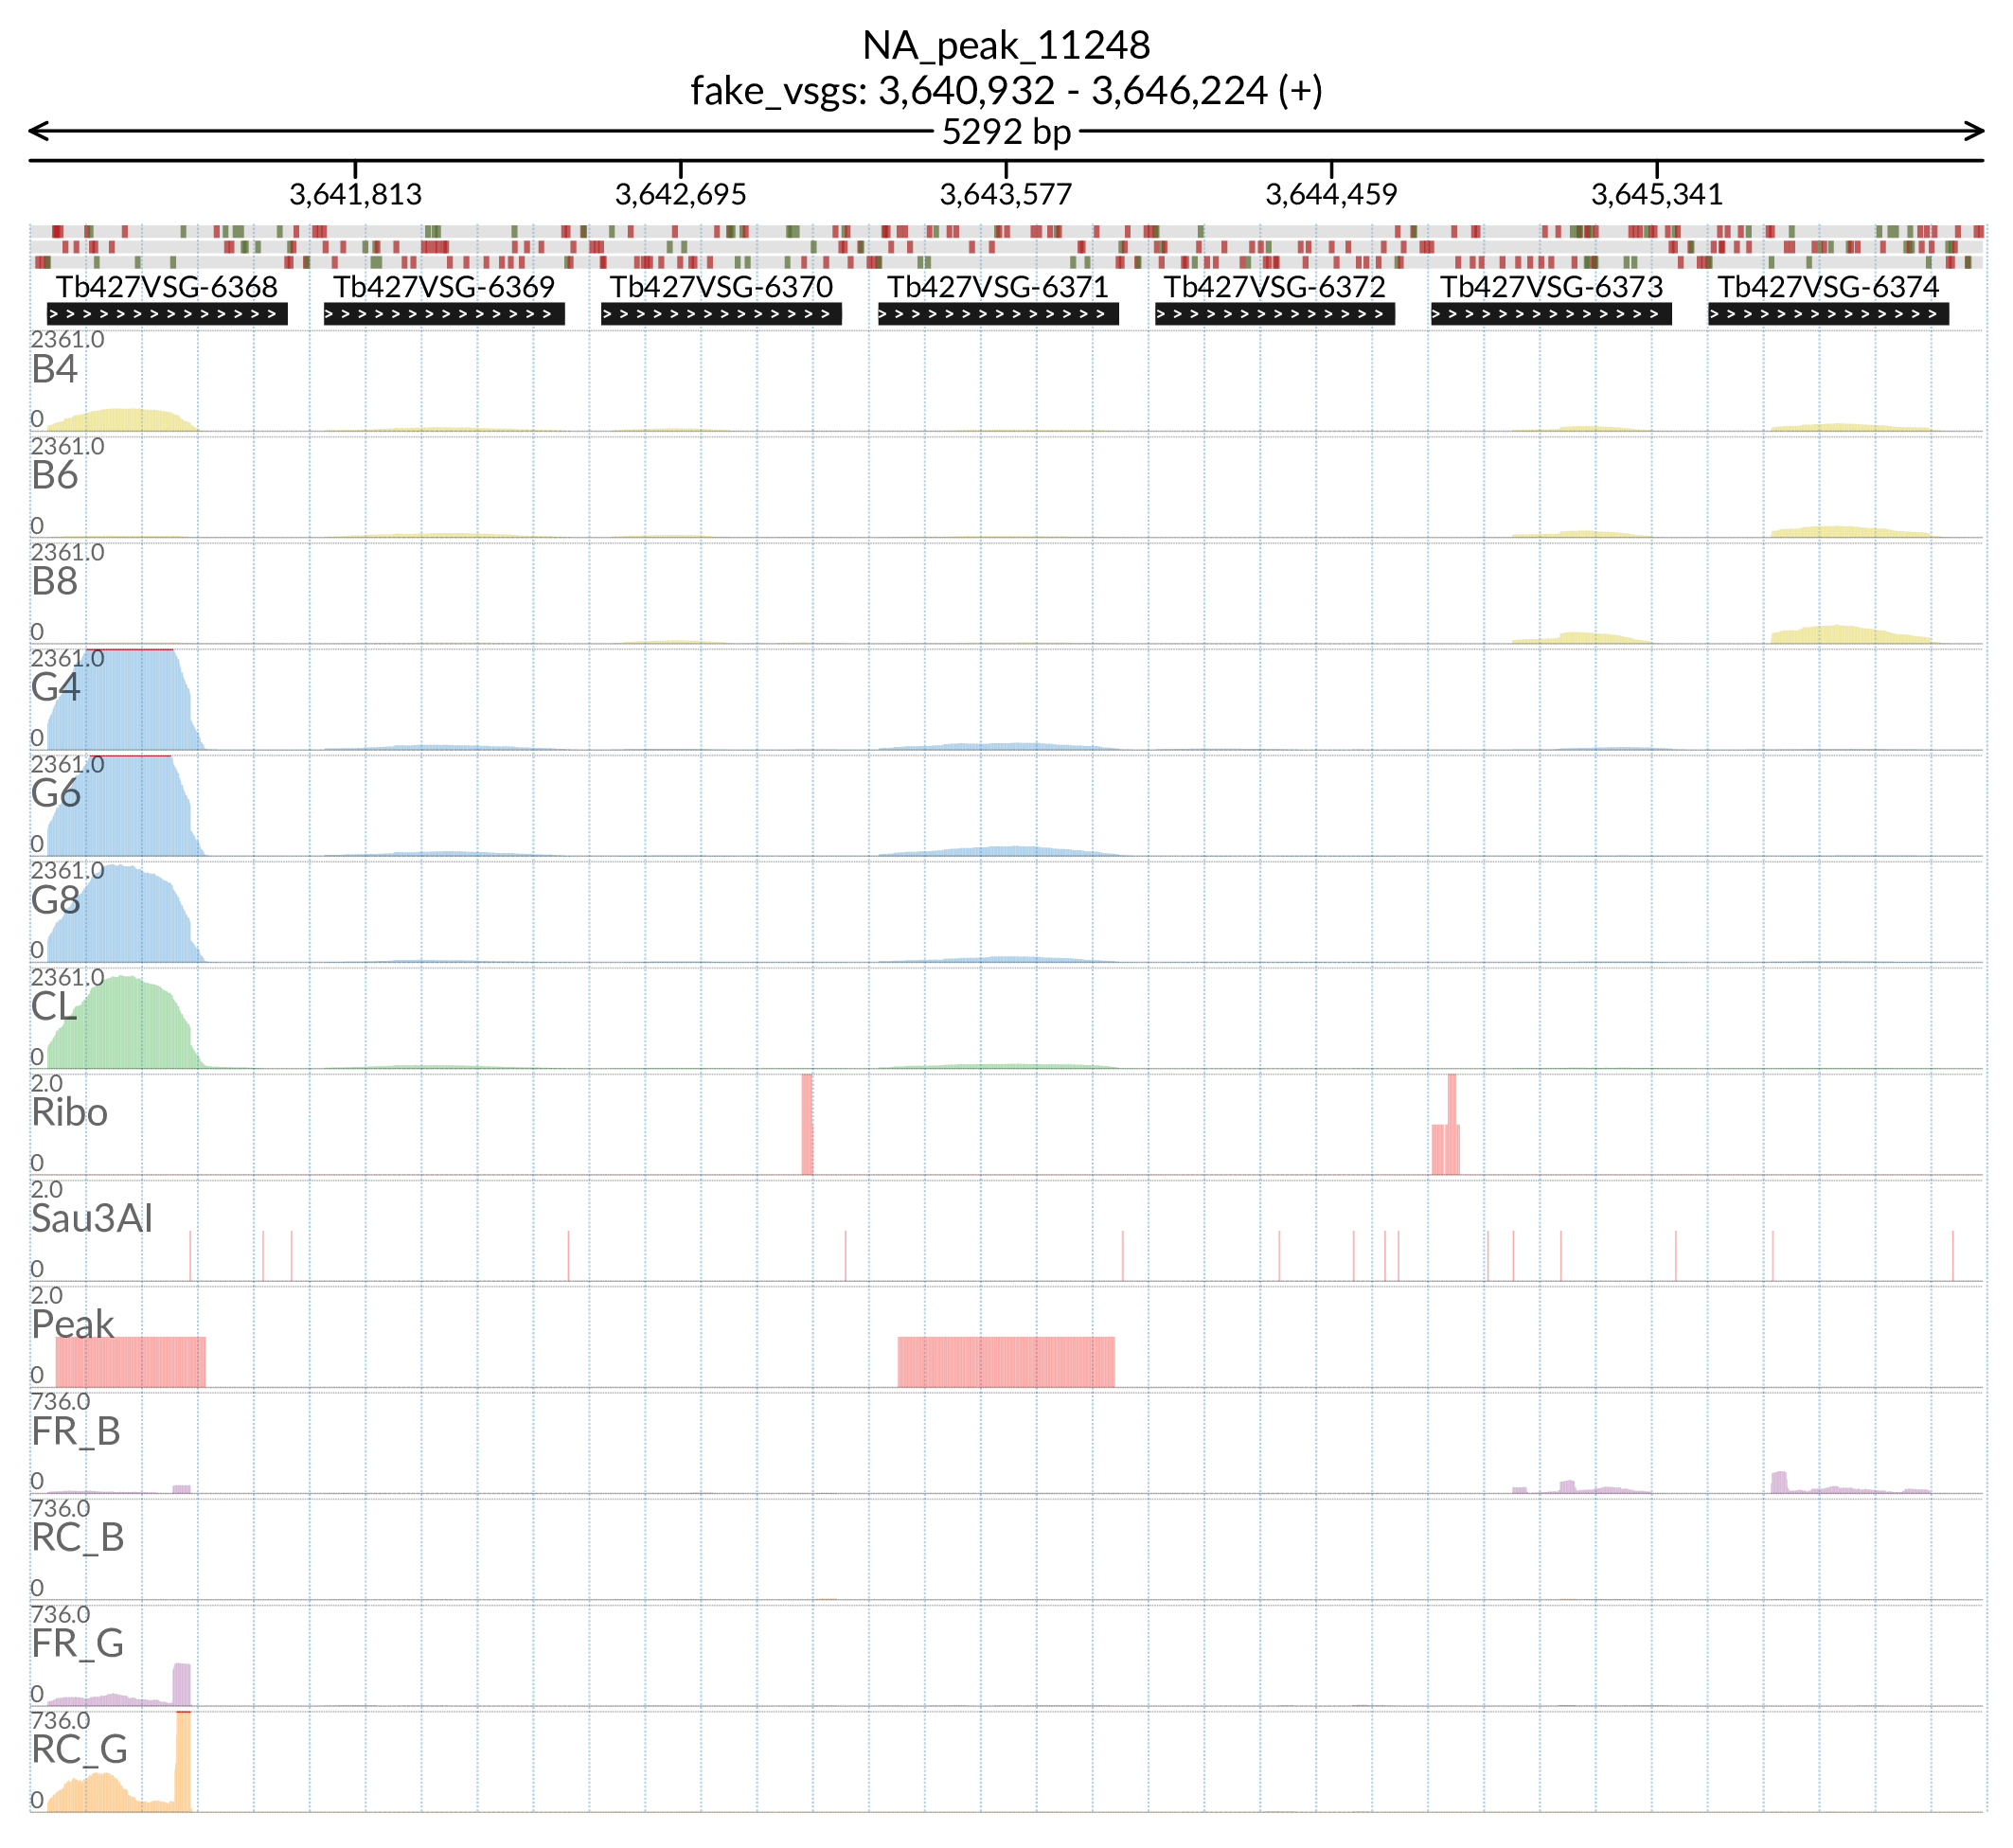 NA_peak_11248
fake_vsgs: 3,640,932 - 3,646,224 (+)
5292 bp
3,641,813 3,642,695 3,643,577 3,644,459 3,645,341
Tb427VSG-6368 Tb427VSG-6369 Tb427VSG-6370 Tb427VSG-6371 Tb427VSG-6372 Tb427VSG-6373 Tb427VSG-6374
2361.0
B4
0
2361.0
B6
0
2361.0
B8
0
2361.0
G4
0
2361.0
G6
0
2361.0
G8
0
2361.0
CL
0
2.0
Ribo
0
2.0
Sau3AI
0
2.0
Peak
0
736.0
FR_B
0
736.0
RC_B
0
736.0
FR_G
0
736.0
RC_G
0